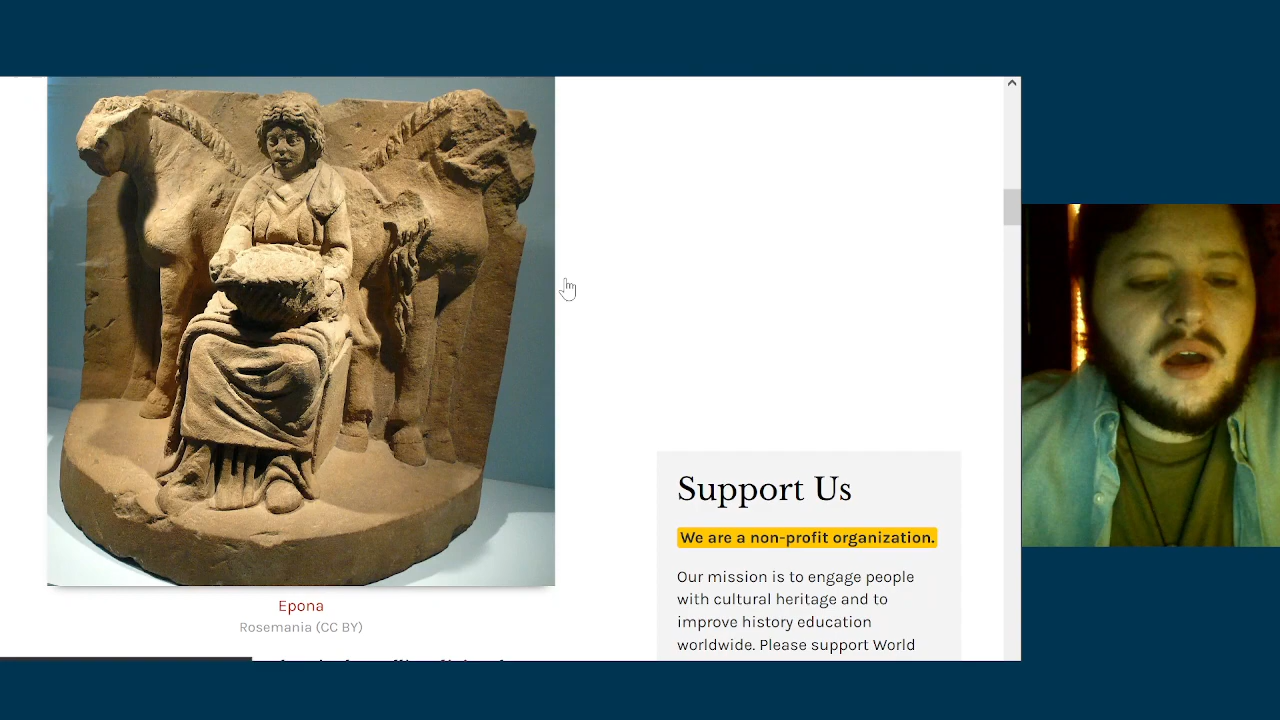 Epona
Rosemania (CC BY)
Support Us
We are a non-profit organization.
Our mission is to engage people
with cultural heritage and to
improve history education
worldwide. Please support World